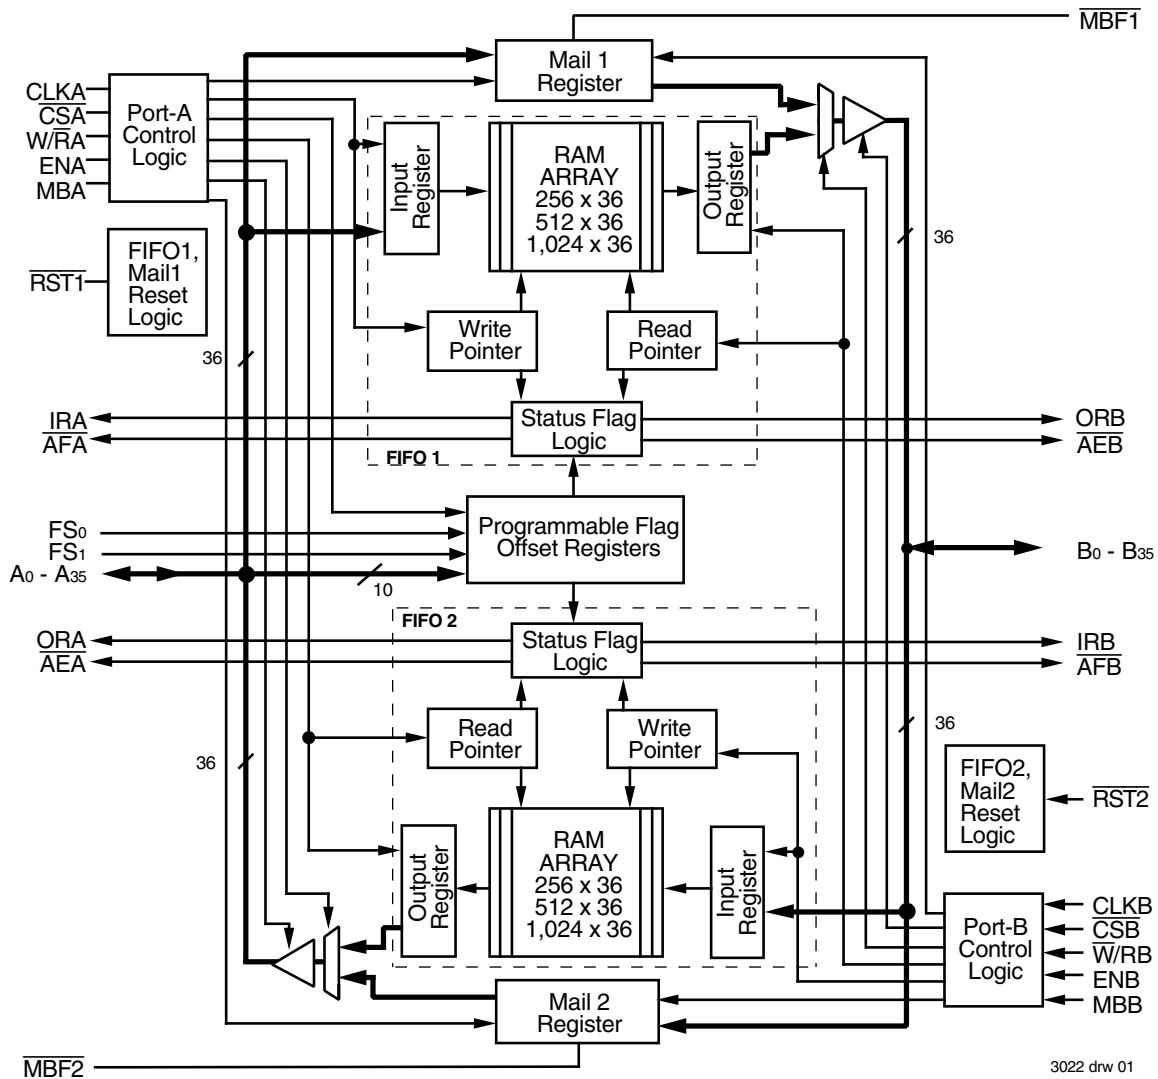 MBF1
Mail 1
Register
CLKA
CSA
W/RA
ENA
MBA
Port-A
Control
Logic
Input
Register
RAM
ARRAY
256 x 36
512 x 36
1,024 x 36
Output
Register
36
RST1
FIFO1,
Mail1
Reset
Logic
Write
Pointer
Read
Pointer
36
IRA
AFA
Status Flag
Logic
ORB
AEB
FIFO 1
FS0
FS1
A0 - A35
Programmable Flag
Offset Registers
10
B0 - B35
FIFO 2
ORA
AEA
Status Flag
Logic
IRB
AFB
Read
Pointer
Write
Pointer
36
36
FIFO2,
Mail2
Reset
Logic
RST2
Output
Register
RAM
ARRAY
256 x 36
512 x 36
1,024 x 36
Input
Register
Port-B
Control
Logic
CLKB
CSB
W/RB
ENB
MBB
Mail 2
Register
MBF2
3022 drw 01